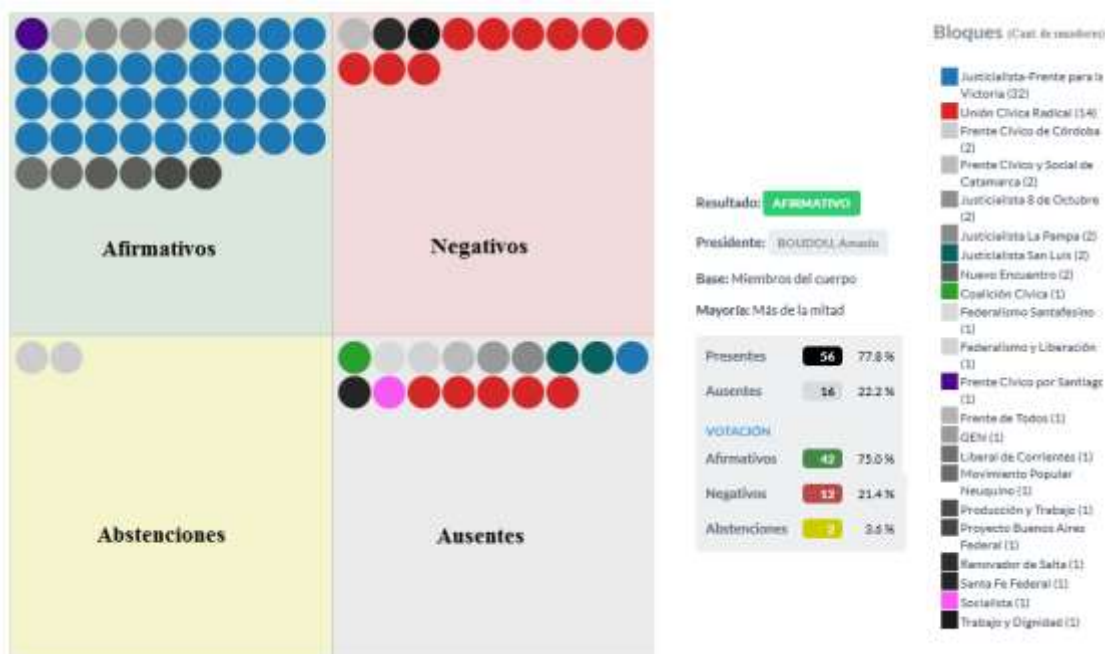 Afirmativos
Negativos
Abstenciones
Ausentes
Resultado: AFIRMATIVO
Presidente: BOUDOU, Amado
Base: Miembros del cuerpo
Mayoría: Más de la mitad
Presentes 56 77.8 %
Ausentes 16 22.2 %
VOTACIÓN
Afirmativos 42 75.0 %
Negativos 12 21.4 %
Abstenciones 2 3.6 %
Bloques (Cant. de senadores)
Justicialista-Frente para la
Victoria (32)
Unión Cívica Radical (14)
Frente Cívico de Córdoba
(2)
Frente Cívico y Social de
Catamarca (2)
Justicialista 8 de Octubre
(2)
Justicialista La Pampa (2)
Justicialista San Luis (2)
Nuevo Encuentro (2)
Coalición Cívica (1)
Federalismo Santafesino
(1)
Federalismo y Liberación
(1)
Frente Cívico por Santiago
(1)
Frente de Todos (1)
GEN (1)
Liberal de Corrientes (1)
Movimiento Popular
Neuquino (1)
Producción y Trabajo (1)
Proyecto Buenos Aires
Federal (1)
Renovador de Salta (1)
Santa Fe Federal (1)
Socialista (1)
Trabajo y Dignidad (1)